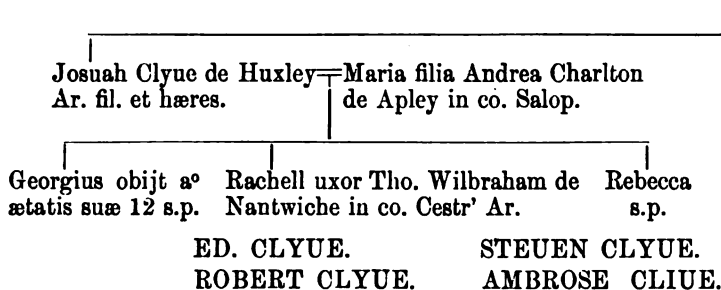 Josuah Clyue de Huxley Maria filia Andrea Charlton
Ar. fil. et hæres. de Apley in co. Salop.
Georgius obijt aº Rachell uxor Tho. Wilbraham de Rebecca
ætatis suæ 12 s.p. Nantwiche in co. Cestr' Ar. s.p.
ED. CLYUE. STEUEN CLYUE.
ROBERT CLYUE. AMBROSE CLIUE.